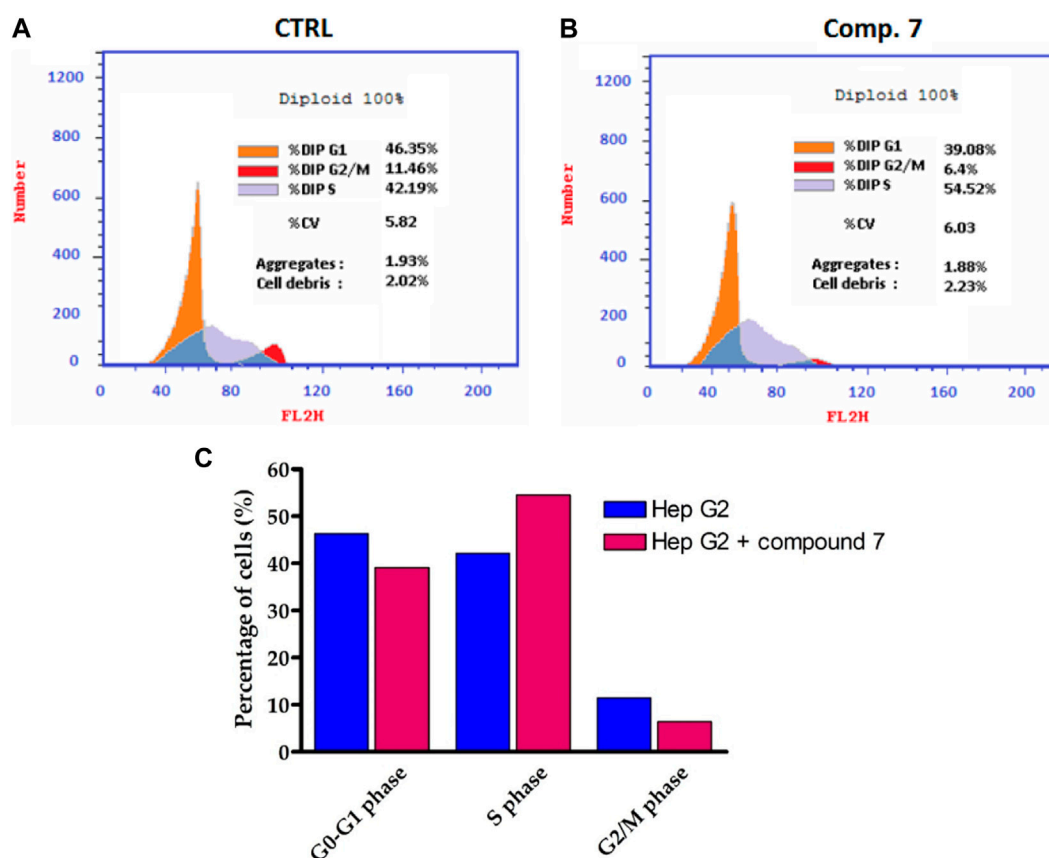 A
CTRL
1200
800
600
400
200
0
Number
Diploid 100%
%DIP G1 46.35%
%DIP G2/M 11.46%
%DIP S 42.19%
%CV 5.82
Aggregates : 1.93%
Cell debris : 2.02%
0 40 80 120 160 200
FL2H
B
Comp. 7
1200
800
600
400
200
0
Number
Diploid 100%
%DIP G1 39.08%
%DIP G2/M 6.4%
%DIP S 54.52%
%CV 6.03
Aggregates : 1.88%
Cell debris : 2.23%
0 40 80 120 160 200
FL2H
C
60
50
40
30
20
10
0
Percentage of cells (%)
Hep G2
Hep G2 + compound 7
G0-G1 phase
S phase
G2/M phase